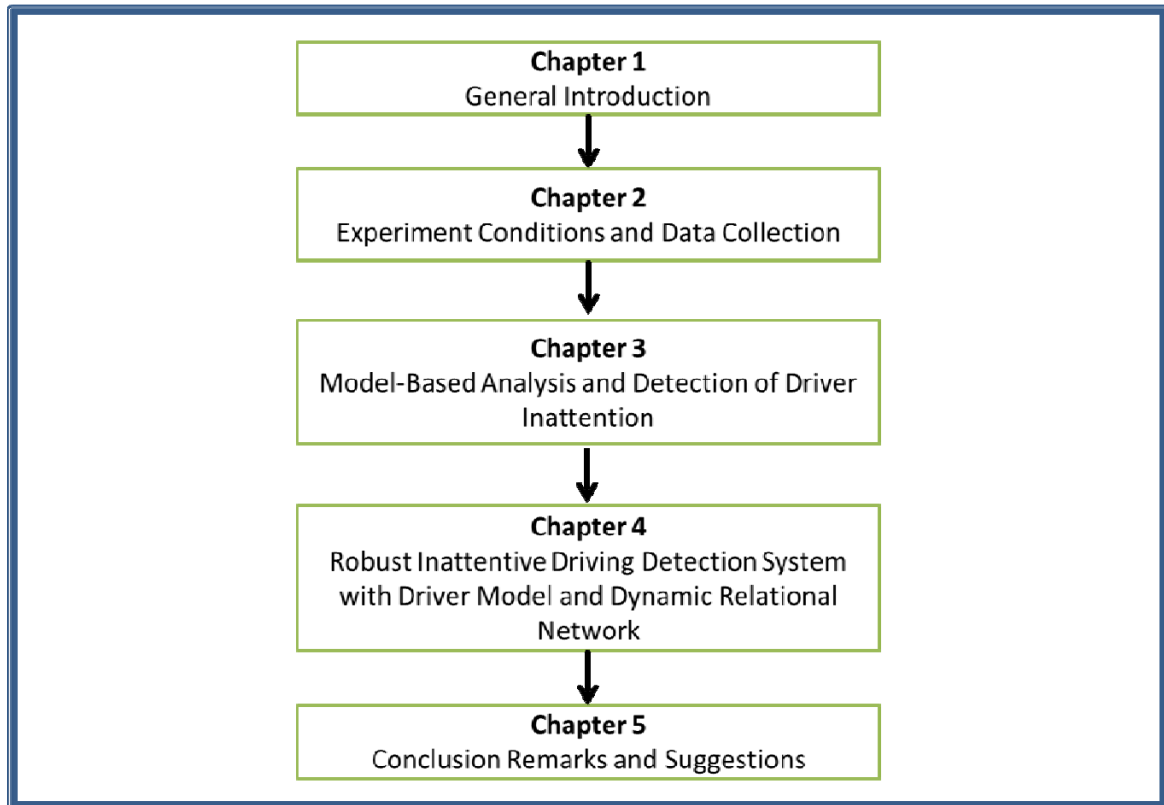 Chapter 1
General Introduction
Chapter 2
Experiment Conditions and Data Collection
Chapter 3
Model-Based Analysis and Detection of Driver
Inattention
Chapter 4
Robust Inattentive Driving Detection System
with Driver Model and Dynamic Relational
Network
Chapter 5
Conclusion Remarks and Suggestions